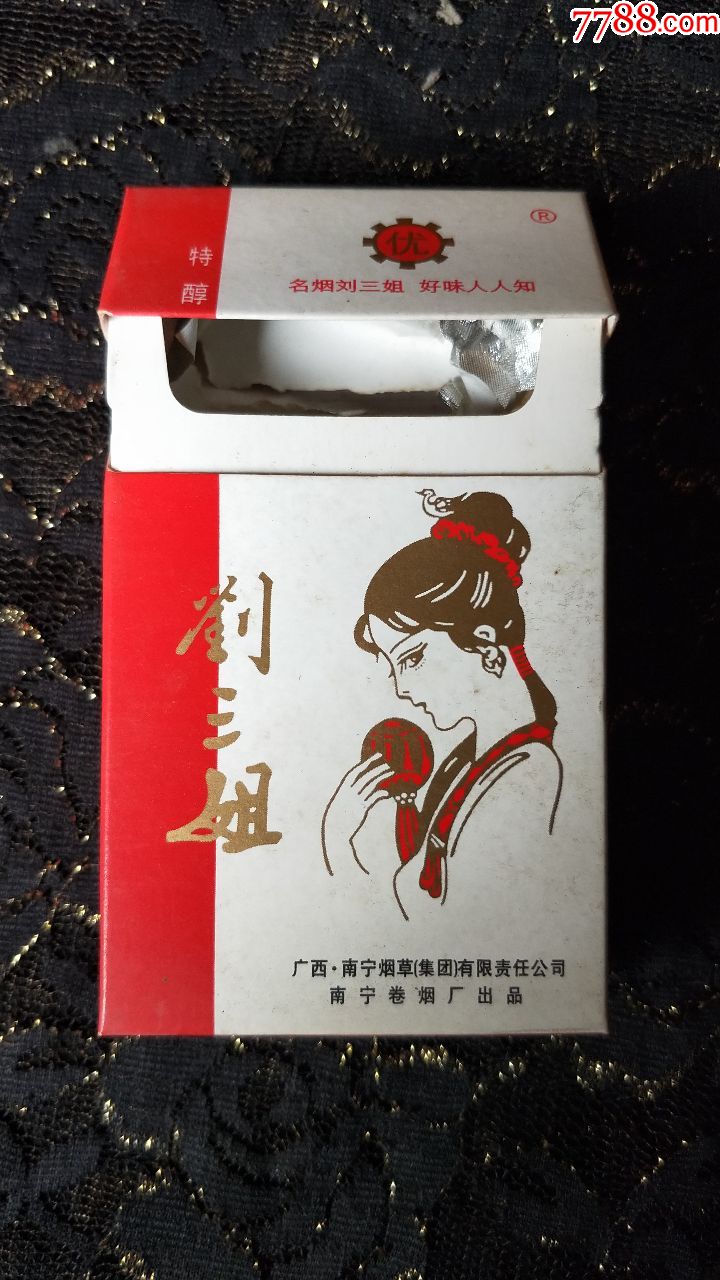 7788.com
特醇
优
®
名烟刘三姐 好味人人知
劉三姐
广西·南宁烟草(集团)有限责任公司
南宁卷烟厂出品